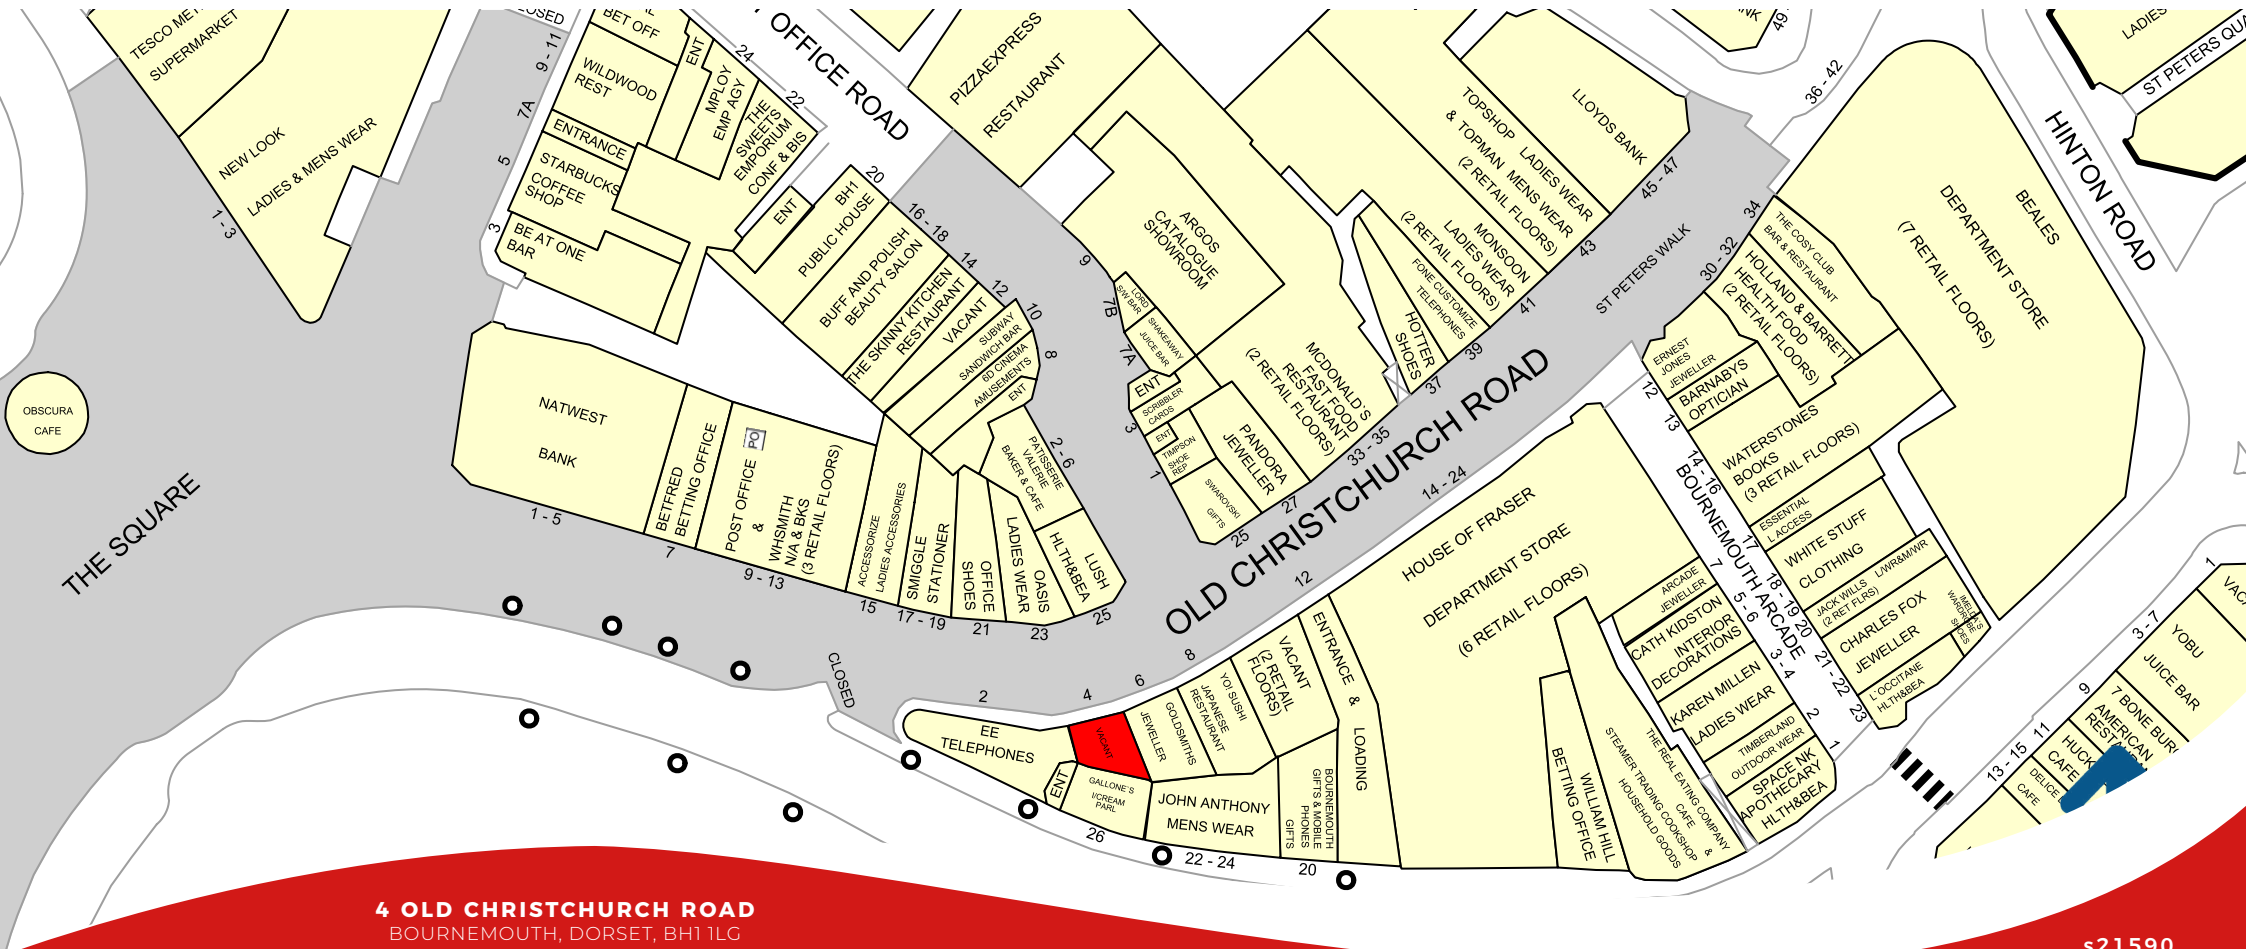 TESCO MET
SUPERMARKET
NEW LOOK
LADIES & MENS WEAR
1 - 3
OBSCURA
CAFE
THE SQUARE
9 - 11
7A
5
3
BET OFF
WILDWOOD
REST
ENTRANCE
STARBUCKS
COFFEE
SHOP
BE AT ONE
BAR
ENT
MPLOY
EMP AGY
THE
SWEETS
EMPORIUM
CONF & BIS
24
22
OFFICE ROAD
20
BH1
PUBLIC HOUSE
ENT
16 - 18
BUFF AND POLISH
BEAUTY SALON
14
THE SKINNY KITCHEN
RESTAURANT
12
VACANT
10
SUBWAY
SANDWICH BAR
8
6D CINEMA
AMUSEMENTS
ENT
2 - 6
PATISSERIE
VALERIE
BAKER & CAFE
NATWEST
BANK
1 - 5
BETFRED
BETTING OFFICE
7
PO
POST OFFICE
&
WHSMITH
N/A & BKS
(3 RETAIL FLOORS)
9 - 13
ACCESSORIZE
LADIES ACCESSORIES
15
SMIGGLE
STATIONER
17 - 19
OFFICE
SHOES
21
OASIS
LADIES WEAR
23
LUSH
HLTH&BEA
25
PIZZAEXPRESS
RESTAURANT
ARGOS
CATALOGUE
SHOWROOM
9
7B
LORD
S/W BAR
SHAKEAWAY
JUICE BAR
7A
ENT
SCRIBBLER
CARDS
3
ENT
TIMPSON
SHOE
REP
1
SWAROVSKI
GIFTS
25
PANDORA
JEWELLER
27
MCDONALD`S
FAST FOOD
RESTAURANT
(2 RETAIL FLOORS)
33 - 35
HOTTER
SHOES
37
FONE CUSTOMIZE
TELEPHONES
39
MONSOON
LADIES WEAR
(2 RETAIL FLOORS)
41
TOPSHOP LADIES WEAR
& TOPMAN MENS WEAR
(2 RETAIL FLOORS)
43
LLOYDS BANK
45 - 47
ST PETERS WALK
OLD CHRISTCHURCH ROAD
36 - 42
34
30 - 32
THE COSY CLUB
BAR & RESTAURANT
HOLLAND & BARRETT
HEALTH FOOD
(2 RETAIL FLOORS)
BEALES
DEPARTMENT STORE
(7 RETAIL FLOORS)
HINTON ROAD
LADIES
ST PETERS QUA
49
ERNEST
JONES
JEWELLER
12
BARNABYS
OPTICIAN
13
WATERSTONES
BOOKS
(3 RETAIL FLOORS)
14 - 16
BOURNEMOUTH ARCADE
ESSENTIAL
L ACCESS
17
WHITE STUFF
CLOTHING
18 - 19
JACK WILLS L/WR&M/WR
(2 RET FLRS)
20
CHARLES FOX
JEWELLER
IMELDA'S
WARDROBE
SHOES
21 - 22
L`OCCITANE
HLTH&BEA
23
14 - 24
HOUSE OF FRASER
DEPARTMENT STORE
(6 RETAIL FLOORS)
ARCADE
JEWELLER
7
CATH KIDSTON
INTERIOR
DECORATIONS
5 - 6
KAREN MILLEN
LADIES WEAR
3 - 4
TIMBERLAND
OUTDOOR WEAR
2
SPACE NK
APOTHECARY
HLTH&BEA
1
THE REAL EATING COMPANY
CAFE
&
STEAMER TRADING COOKSHOP
HOUSEHOLD GOODS
WILLIAM HILL
BETTING OFFICE
12
ENTRANCE & LOADING
VACANT
(2 RETAIL
FLOORS)
8
YO! SUSHI
JAPANESE
RESTAURANT
6
GOLDSMITHS
JEWELLER
4
VACANT
2
EE
TELEPHONES
ENT
GALLONE`S
I/CREAM
PARL
26
JOHN ANTHONY
MENS WEAR
22 - 24
BOURNEMOUTH
GIFTS & MOBILE
PHONES
GIFTS
20
CLOSED
1
3 - 7
YOBU
JUICE BAR
9
7 BONE BUR
AMERICAN
11
HUCK
CAFE
13 - 15
DELICE
CAFE
4 OLD CHRISTCHURCH ROAD
BOURNEMOUTH, DORSET, BH1 1LG
s21590